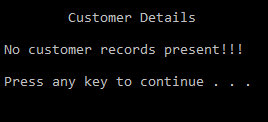 Customer Details
No customer records present!!!
Press any key to continue . . .